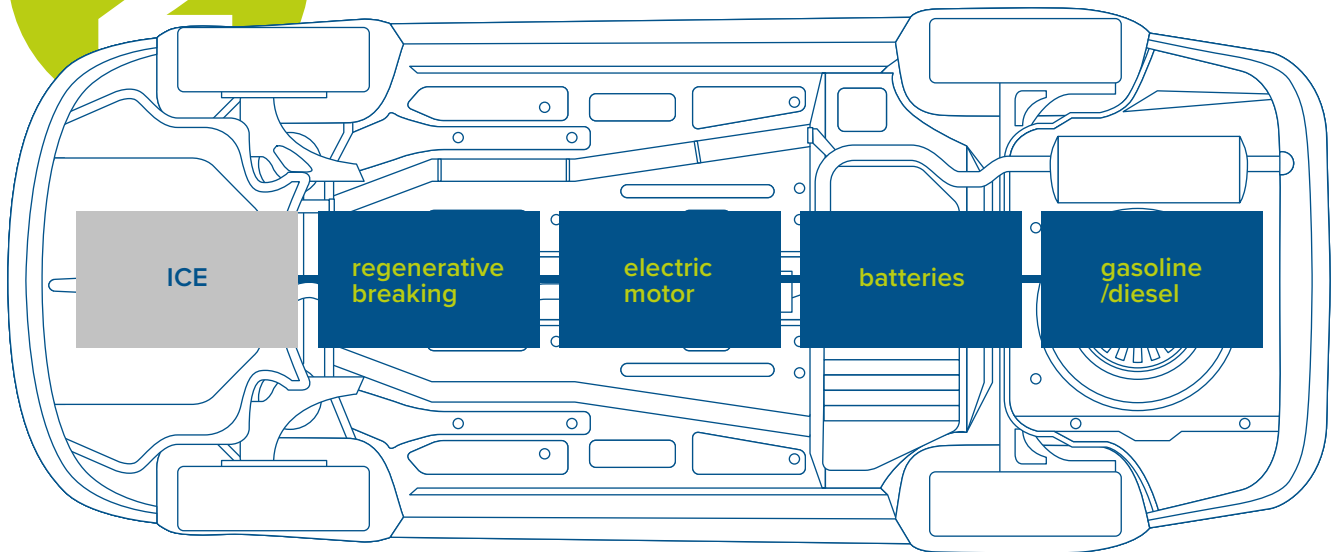 ICE
regenerative
breaking
electric
motor
batteries
gasoline
/diesel